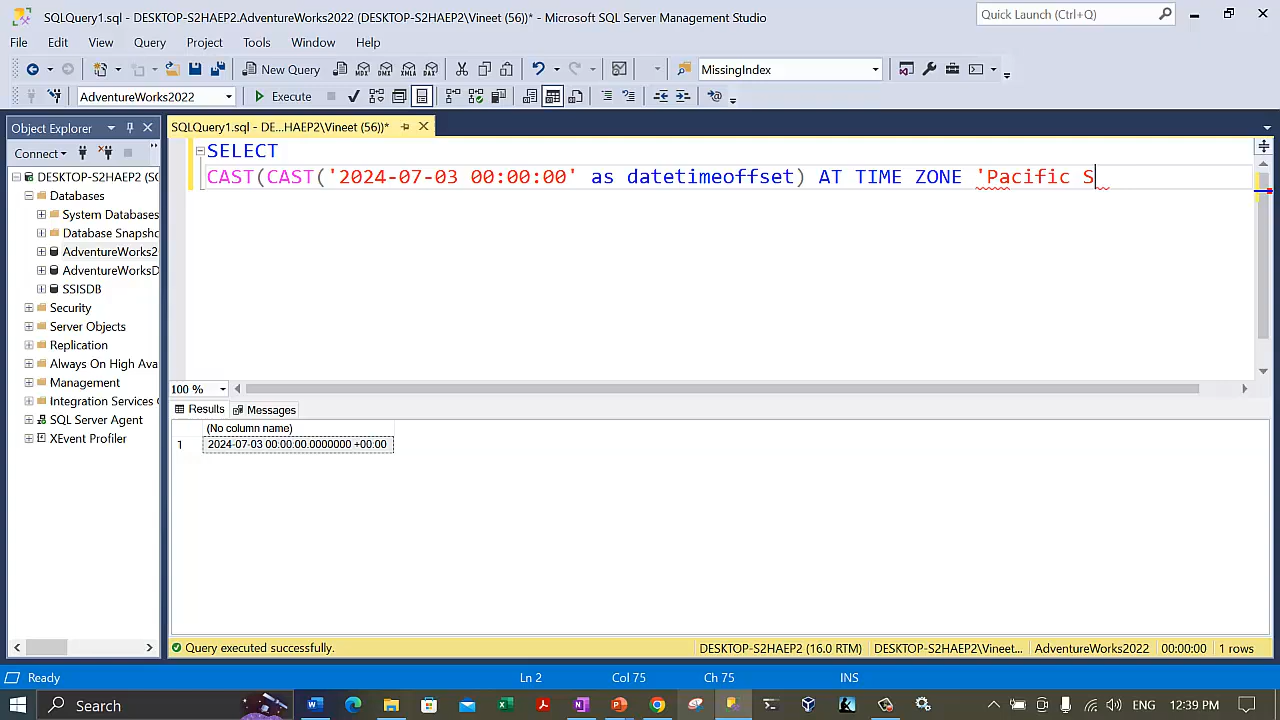 SQLQuery1.sql - DESKTOP-S2HAEP2.AdventureWorks2022 (DESKTOP-S2HAEP2\Vineet (56))* - Microsoft SQL Server Management Studio
Quick Launch (Ctrl+Q)
File Edit View Query Project Tools Window Help
New Query
MDX DMX XMLA DAX
MissingIndex
AdventureWorks2022
Execute
Object Explorer
SQLQuery1.sql - DE...HAEP2\Vineet (56))*
Connect
DESKTOP-S2HAEP2 (SQ
Databases
System Databases
Database Snapsho
AdventureWorks2
AdventureWorksD
SSISDB
Security
Server Objects
Replication
Always On High Ava
Management
Integration Services C
SQL Server Agent
XEvent Profiler
SELECT
CAST(CAST('2024-07-03 00:00:00' as datetimeoffset) AT TIME ZONE 'Pacific S
100 %
Results Messages
(No column name)
1 2024-07-03 00:00:00.0000000 +00:00
Query executed successfully.
DESKTOP-S2HAEP2 (16.0 RTM) DESKTOP-S2HAEP2\Vineet... AdventureWorks2022 00:00:00 1 rows
Ready Ln 2 Col 75 Ch 75 INS
Search
12:39 PM